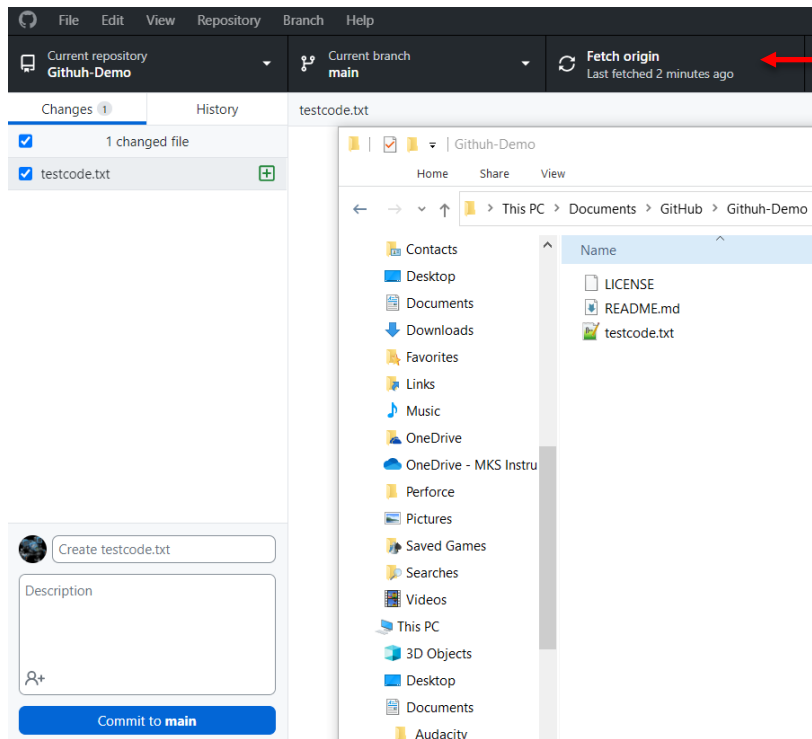 File Edit View Repository Branch Help
Current repository
Githuh-Demo
Current branch
main
Fetch origin
Last fetched 2 minutes ago
Changes 1
History
1 changed file
testcode.txt
Create testcode.txt
Description
Commit to main
testcode.txt
Githuh-Demo
Home Share View
This PC > Documents > GitHub > Githuh-Demo
Contacts
Desktop
Documents
Downloads
Favorites
Links
Music
OneDrive
OneDrive - MKS Instru
Perforce
Pictures
Saved Games
Searches
Videos
This PC
3D Objects
Desktop
Documents
Audacity
Name
LICENSE
README.md
testcode.txt